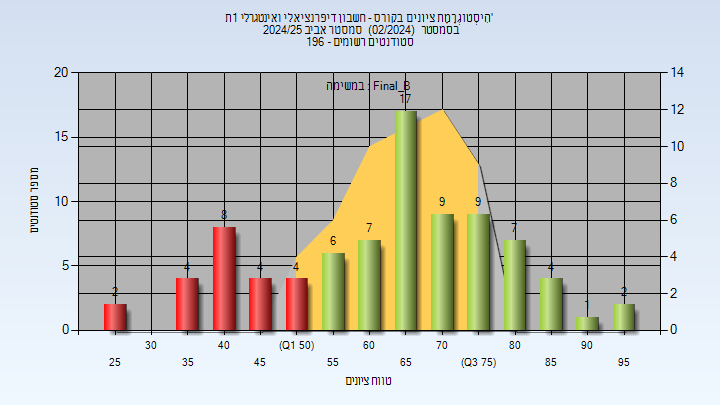 הִיסְטוֹגְרָמַת ציונים בקורס - חשבון דיפרנציאלי ואינטגרלי 1ת'
בסמסטר (02/2024) סמסטר אביב 2024/25
סטודנטים רשומים - 196
במשימה : Final_B
20 15 10 5 0
מספר סטודנטים
14 12 10 8 6 4 2 0
2 4 8 4 4 6 7 17 9 9 7 4 1 2
30 40 (Q1 50) 60 70 80 90
25 35 45 55 65 (Q3 75) 85 95
טווח ציונים